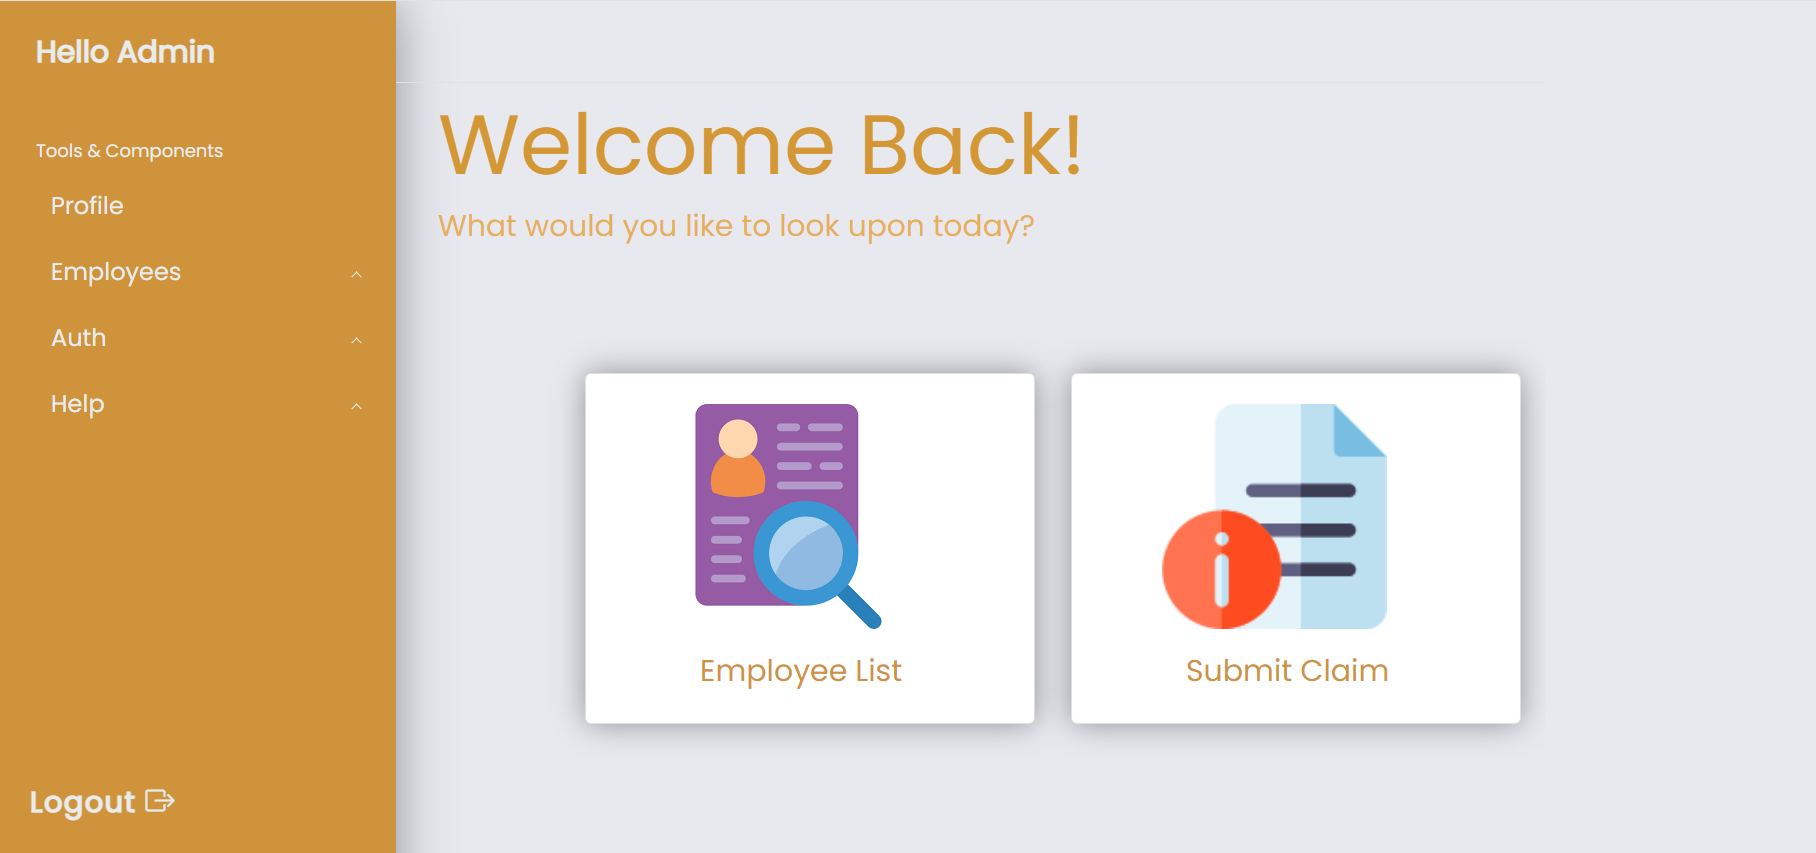 Hello Admin
Tools & Components
Profile
Employees
Auth
Help
Logout
Welcome Back!
What would you like to look upon today?
Employee List
Submit Claim